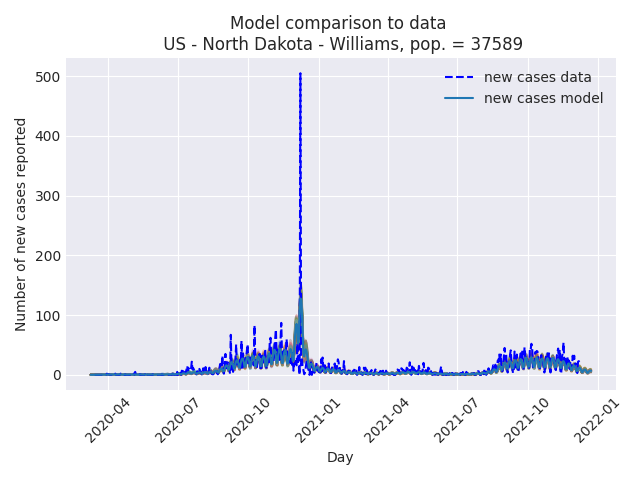 Model comparison to data
US - North Dakota - Williams, pop. = 37589
new cases data
new cases model
Number of new cases reported
500
400
300
200
100
0
2020-04
2020-07
2020-10
2021-01
2021-04
2021-07
2021-10
2022-01
Day